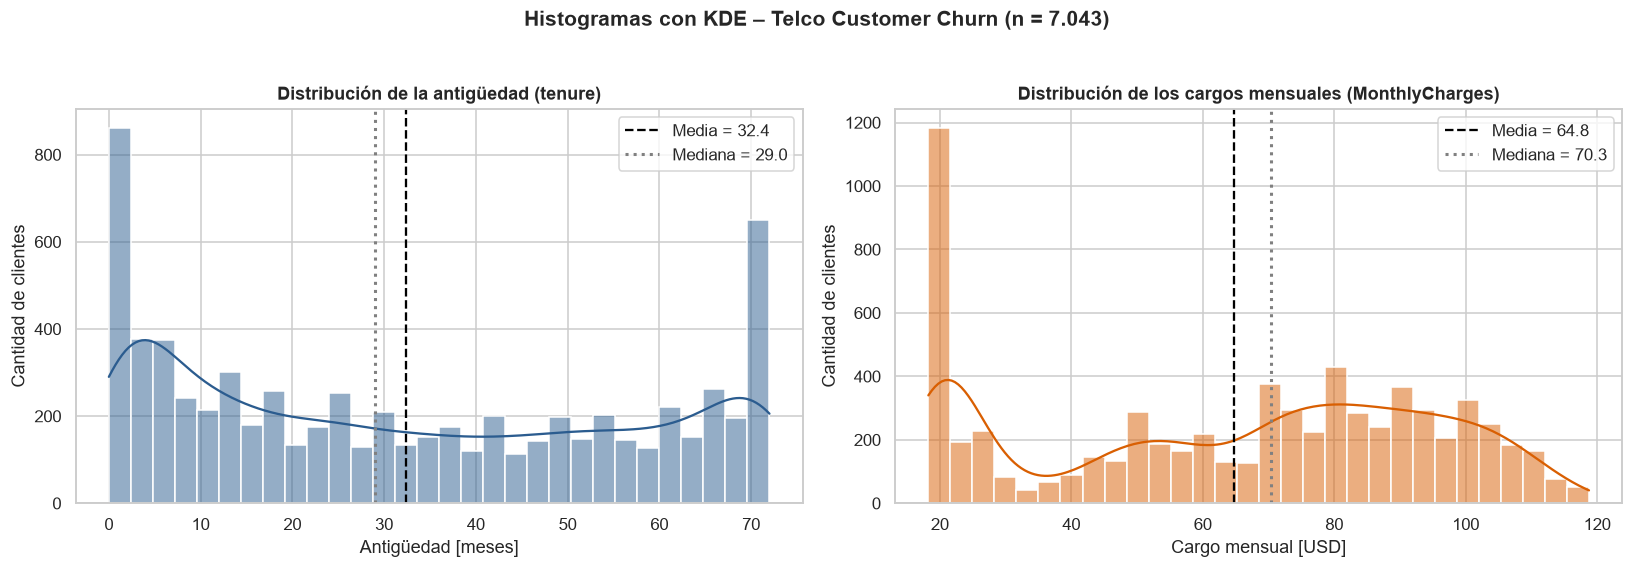 Histogramas con KDE – Telco Customer Churn (n = 7.043)
Distribución de la antigüedad (tenure)
Media = 32.4
Mediana = 29.0
Cantidad de clientes
800
600
400
200
0
0 10 20 30 40 50 60 70
Antigüedad [meses]
Distribución de los cargos mensuales (MonthlyCharges)
Media = 64.8
Mediana = 70.3
Cantidad de clientes
1200
1000
800
600
400
200
0
20 40 60 80 100 120
Cargo mensual [USD]